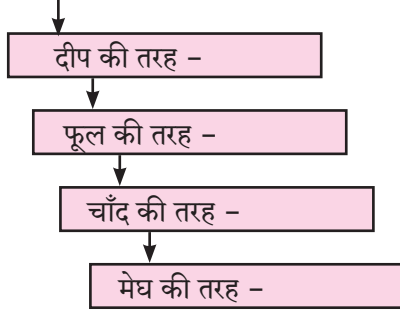 दीप की तरह –
फूल की तरह –
चाँद की तरह –
मेघ की तरह –